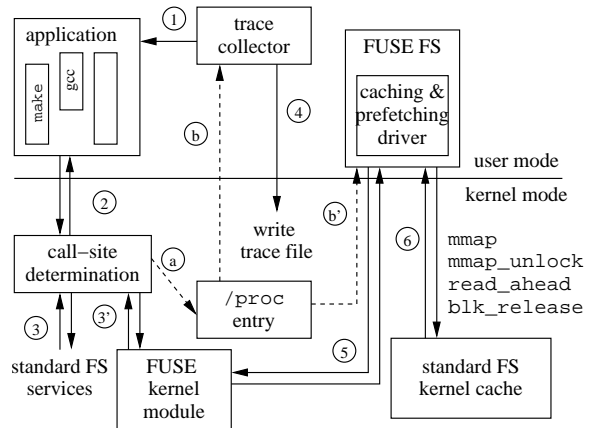 1
trace
collector
application
make
gcc
FUSE FS
caching &
prefetching
driver
b
4
user mode
kernel mode
2
b'
write
trace file
6
mmap
mmap_unlock
read_ahead
blk_release
call-site
determination
a
/proc
entry
3
3'
5
standard FS
services
FUSE
kernel
module
standard FS
kernel cache